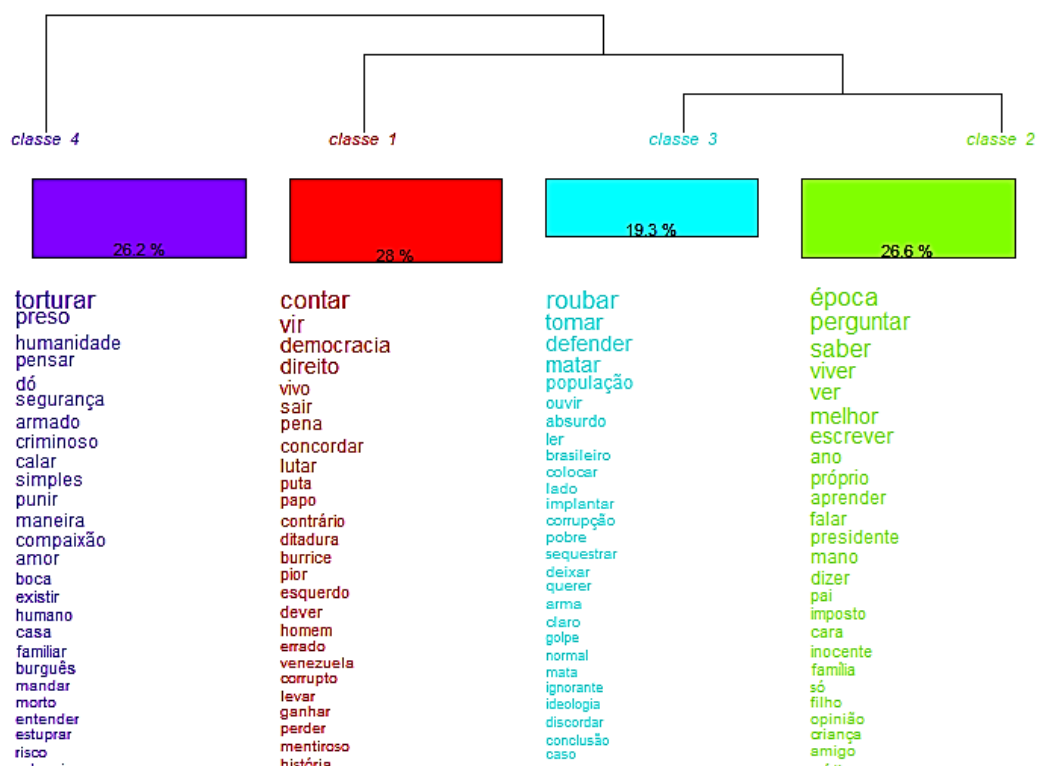 classe 4
classe 1
classe 3
classe 2
26.2 %
28 %
19.3 %
26.6 %
torturar
preso
humanidade
pensar
dó
segurança
armado
criminoso
calar
simples
punir
maneira
compaixão
amor
boca
existir
humano
casa
familiar
burguês
mandar
morto
entender
estuprar
risco
contar
vir
democracia
direito
vivo
sair
pena
concordar
lutar
puta
papo
contrário
ditadura
burrice
pior
esquerdo
dever
homem
errado
venezuela
corrupto
levar
ganhar
perder
mentiroso
história
roubar
tomar
defender
matar
população
ouvir
absurdo
ler
brasileiro
colocar
lado
implantar
corrupção
pobre
sequestrar
deixar
querer
arma
claro
golpe
normal
mata
ignorante
ideologia
discordar
conclusão
caso
época
perguntar
saber
viver
ver
melhor
escrever
ano
próprio
aprender
falar
presidente
mano
dizer
pai
imposto
cara
inocente
família
só
filho
opinião
criança
amigo